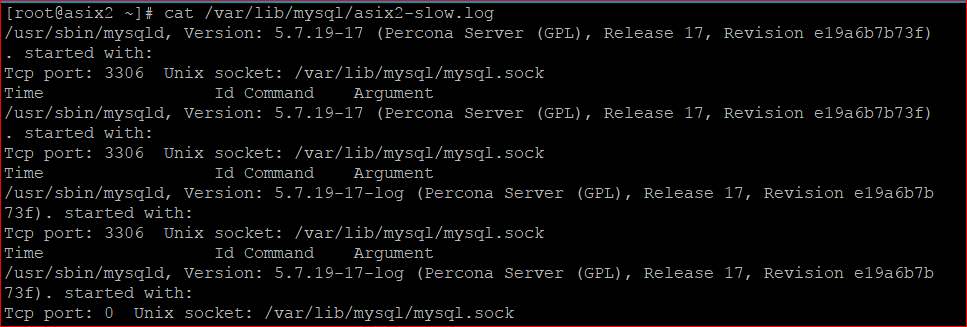 [root@asix2 ~]# cat /var/lib/mysql/asix2-slow.log
/usr/sbin/mysqld, Version: 5.7.19-17 (Percona Server (GPL), Release 17, Revision e19a6b7b73f)
. started with:
Tcp port: 3306  Unix socket: /var/lib/mysql/mysql.sock
Time                 Id Command    Argument
/usr/sbin/mysqld, Version: 5.7.19-17 (Percona Server (GPL), Release 17, Revision e19a6b7b73f)
. started with:
Tcp port: 3306  Unix socket: /var/lib/mysql/mysql.sock
Time                 Id Command    Argument
/usr/sbin/mysqld, Version: 5.7.19-17-log (Percona Server (GPL), Release 17, Revision e19a6b7b
73f). started with:
Tcp port: 3306  Unix socket: /var/lib/mysql/mysql.sock
Time                 Id Command    Argument
/usr/sbin/mysqld, Version: 5.7.19-17-log (Percona Server (GPL), Release 17, Revision e19a6b7b
73f). started with:
Tcp port: 0  Unix socket: /var/lib/mysql/mysql.sock